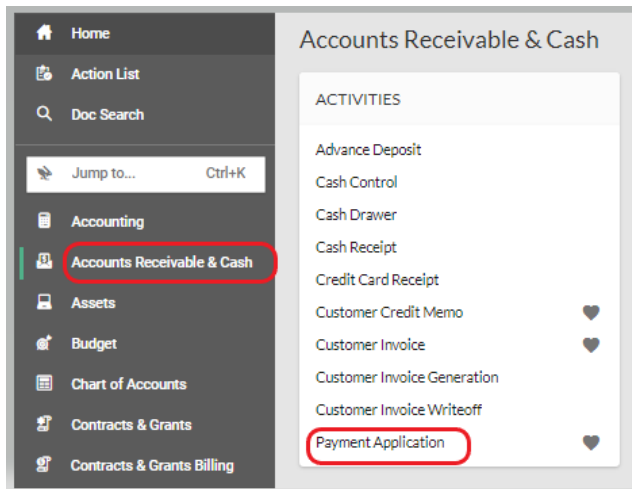 Home
Action List
Doc Search
Jump to... Ctrl+K
Accounting
Accounts Receivable & Cash
Assets
Budget
Chart of Accounts
Contracts & Grants
Contracts & Grants Billing
Accounts Receivable & Cash
ACTIVITIES
Advance Deposit
Cash Control
Cash Drawer
Cash Receipt
Credit Card Receipt
Customer Credit Memo
Customer Invoice
Customer Invoice Generation
Customer Invoice Writeoff
Payment Application